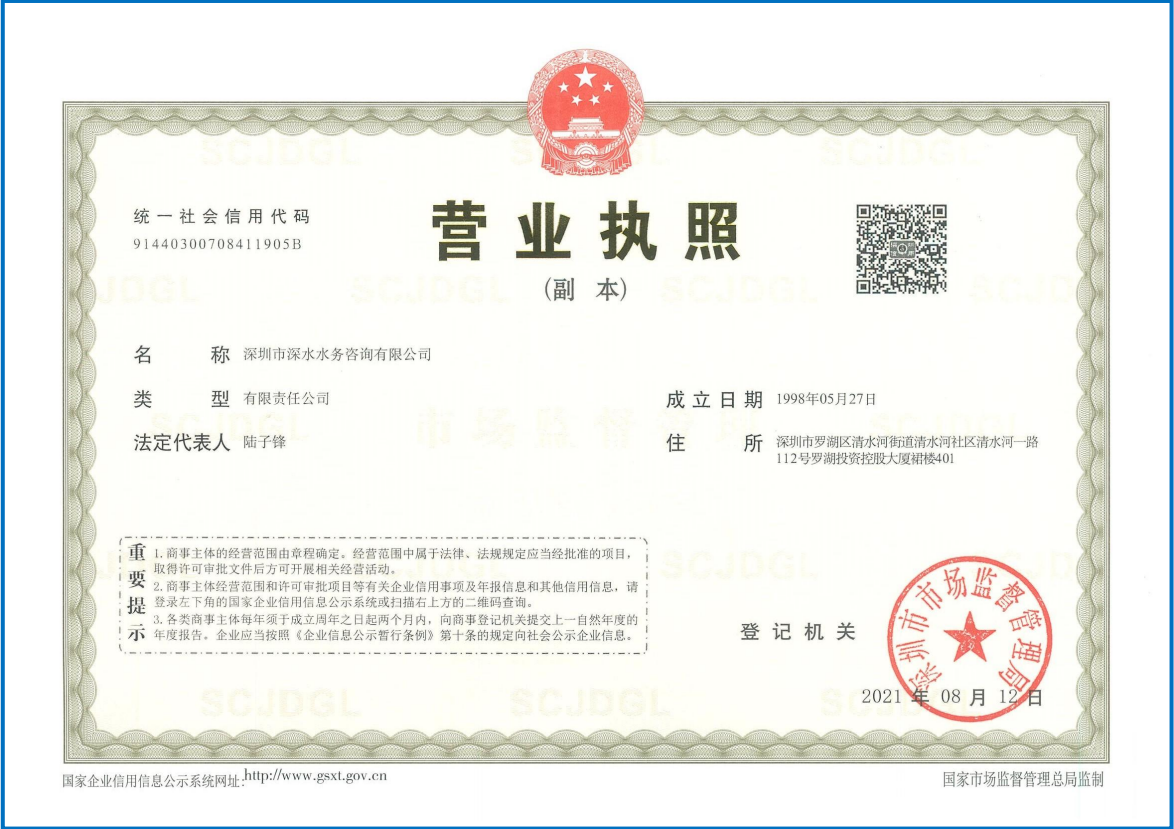 统一社会信用代码
91440300708411905B
营业执照
(副 本)
名 称 深圳市深水水务咨询有限公司
类 型 有限责任公司
法定代表人 陆子锋
成立日期 1998年05月27日
住 所 深圳市罗湖区清水河街道清水河社区清水河一路
112号罗湖投资控股大厦裙楼401
重要提示
1.商事主体的经营范围由章程确定。经营范围中属于法律、法规规定应当经批准的项目，
取得许可审批文件后方可开展相关经营活动。
2.商事主体经营范围和许可审批项目等有关企业信用事项及年报信息和其他信用信息，请
登录左下角的国家企业信用信息公示系统或扫描右上方的二维码查询。
3.各类商事主体每年须于成立周年之日起两个月内，向商事登记机关提交上一自然年度的
年度报告。企业应当按照《企业信息公示暂行条例》第十条的规定向社会公示企业信息。
登记机关
深圳市市场监督管理局
2021 年 08 月 12 日
国家企业信用信息公示系统网址:http://www.gsxt.gov.cn
国家市场监督管理总局监制
SCJDGL
市场监督管理